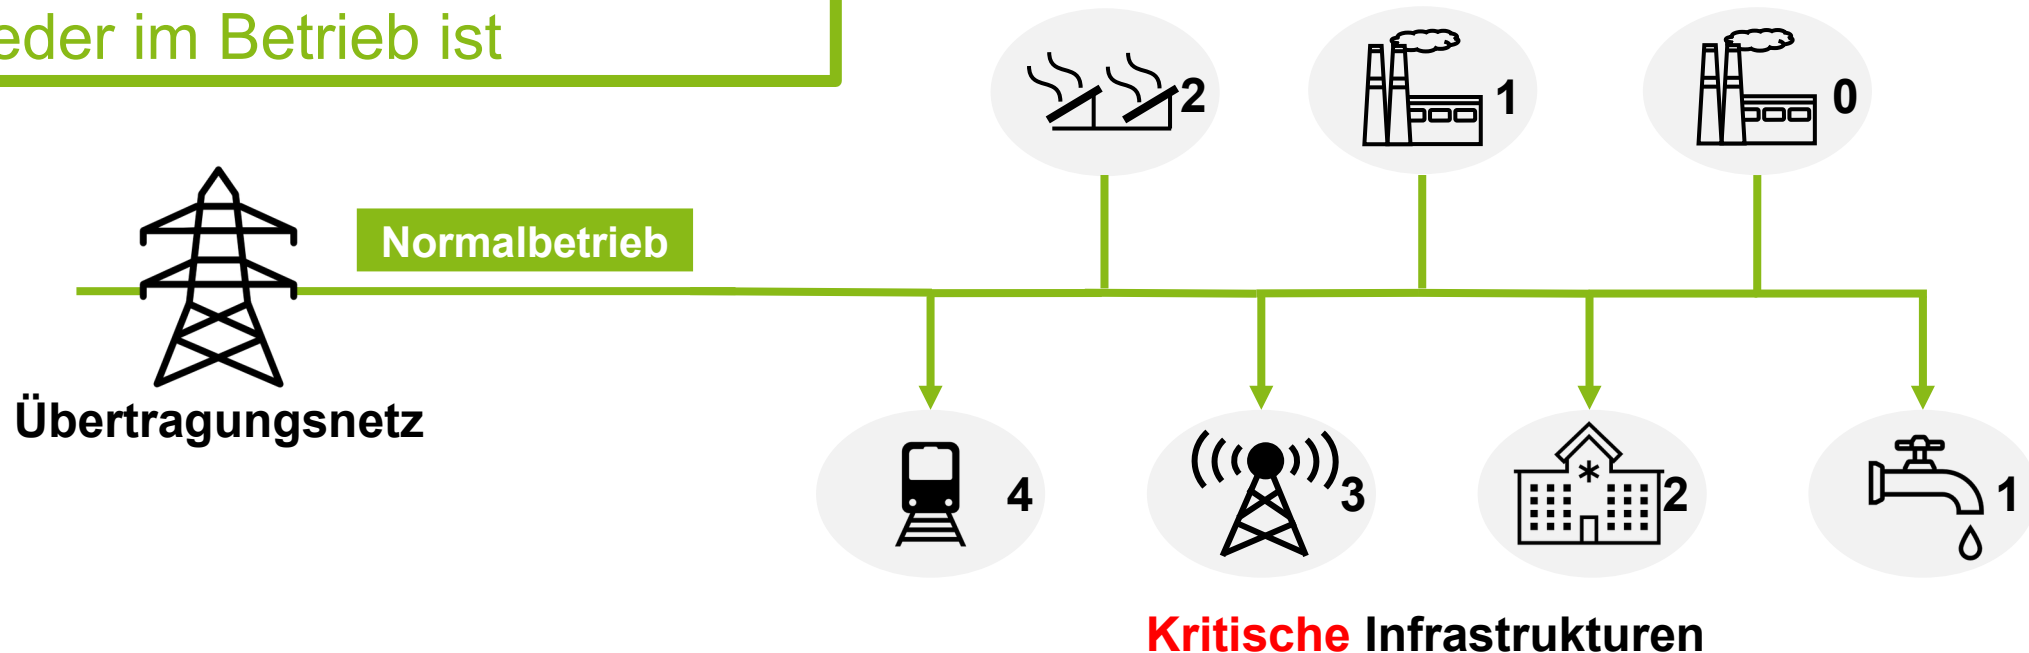 eder im Betrieb ist
2
1
0
Normalbetrieb
Übertragungsnetz
4
3
2
1
Kritische Infrastrukturen